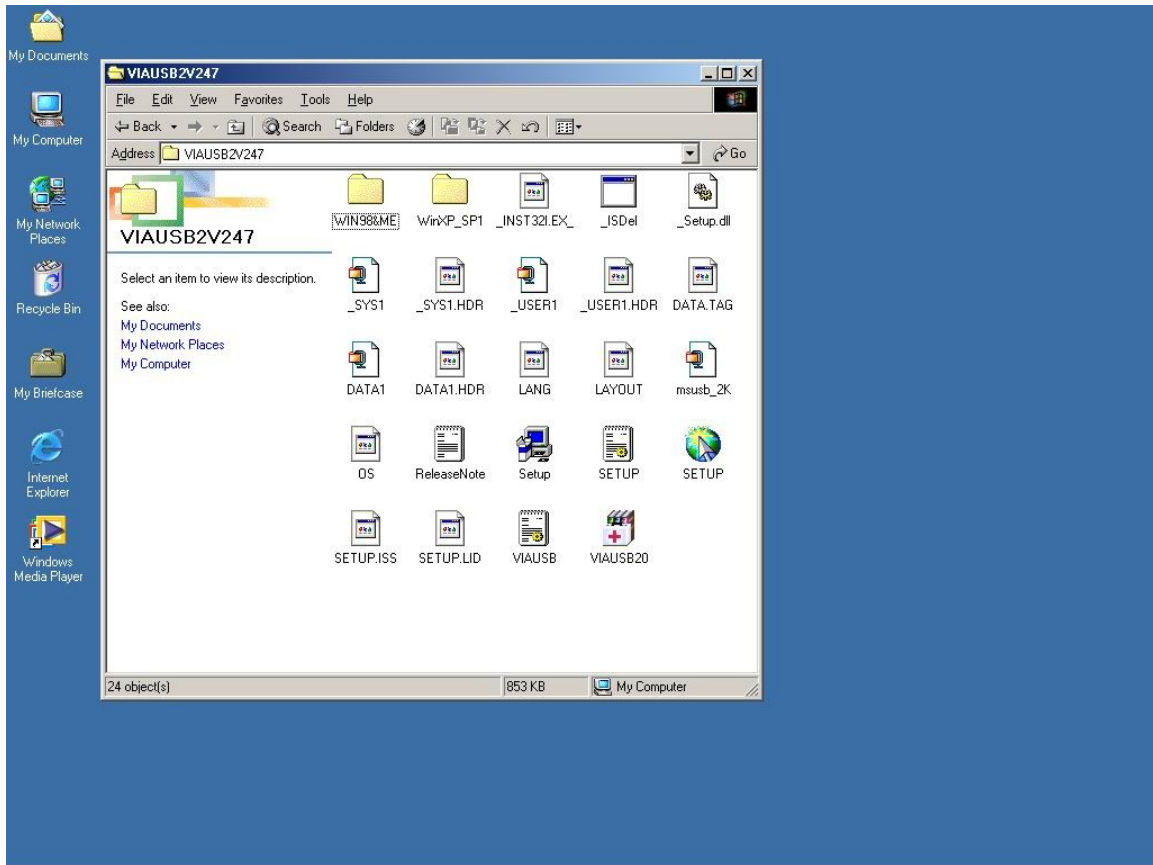 My Documents
My Computer
My Network
Places
Recycle Bin
My Briefcase
Internet
Explorer
Windows
Media Player
VIAUSB2V247
File Edit View Favorites Tools Help
Back Search Folders
Address VIAUSB2V247 Go
VIAUSB2V247
Select an item to view its description.
See also:
My Documents
My Network Places
My Computer
WIN98&ME WinXP_SP1 _INST32I.EX_ _ISDel _Setup.dll
_SYS1 _SYS1.HDR _USER1 _USER1.HDR DATA.TAG
DATA1 DATA1.HDR LANG LAYOUT msusb_2K
OS ReleaseNote Setup SETUP SETUP
SETUP.ISS SETUP.LID VIAUSB VIAUSB20
24 object(s) 853 KB My Computer